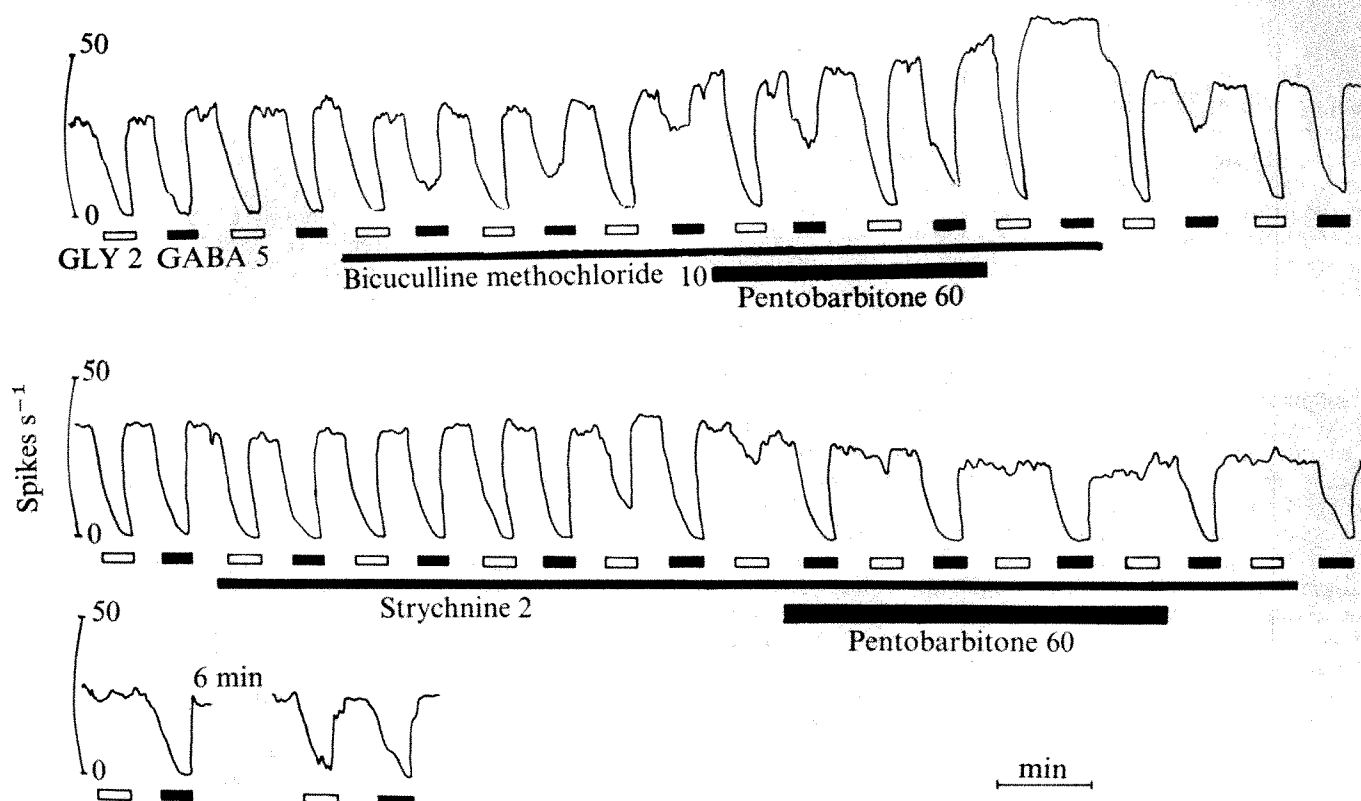 50
0
GLY 2 GABA 5
Bicuculline methochloride 10
Pentobarbitone 60
Spikes s⁻¹
50
0
Strychnine 2
Pentobarbitone 60
50
6 min
0
min